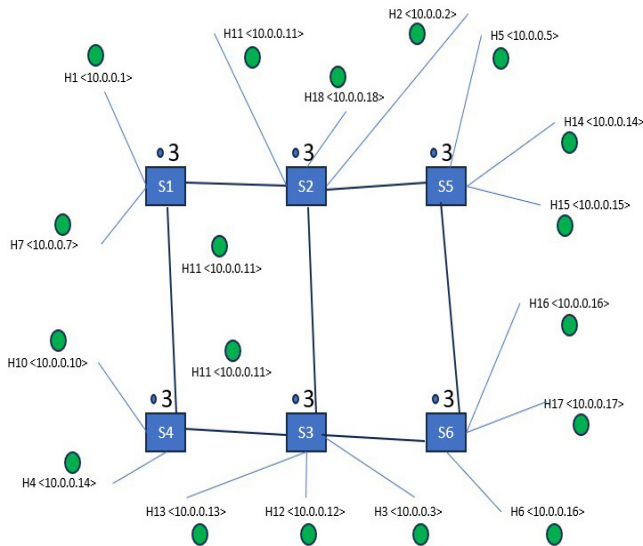 H2 <10.0.0.2>
H11 <10.0.0.11>
H5 <10.0.0.5>
H1 <10.0.0.1>
H18 <10.0.0.18>
H14 <10.0.0.14>
3
3
3
S1
S2
S5
H15 <10.0.0.15>
H7 <10.0.0.7>
H11 <10.0.0.11>
H16 <10.0.0.16>
H10 <10.0.0.10>
H11 <10.0.0.11>
3
3
3
H17 <10.0.0.17>
S4
S3
S6
H4 <10.0.0.14>
H13 <10.0.0.13>
H12 <10.0.0.12>
H3 <10.0.0.3>
H6 <10.0.0.16>